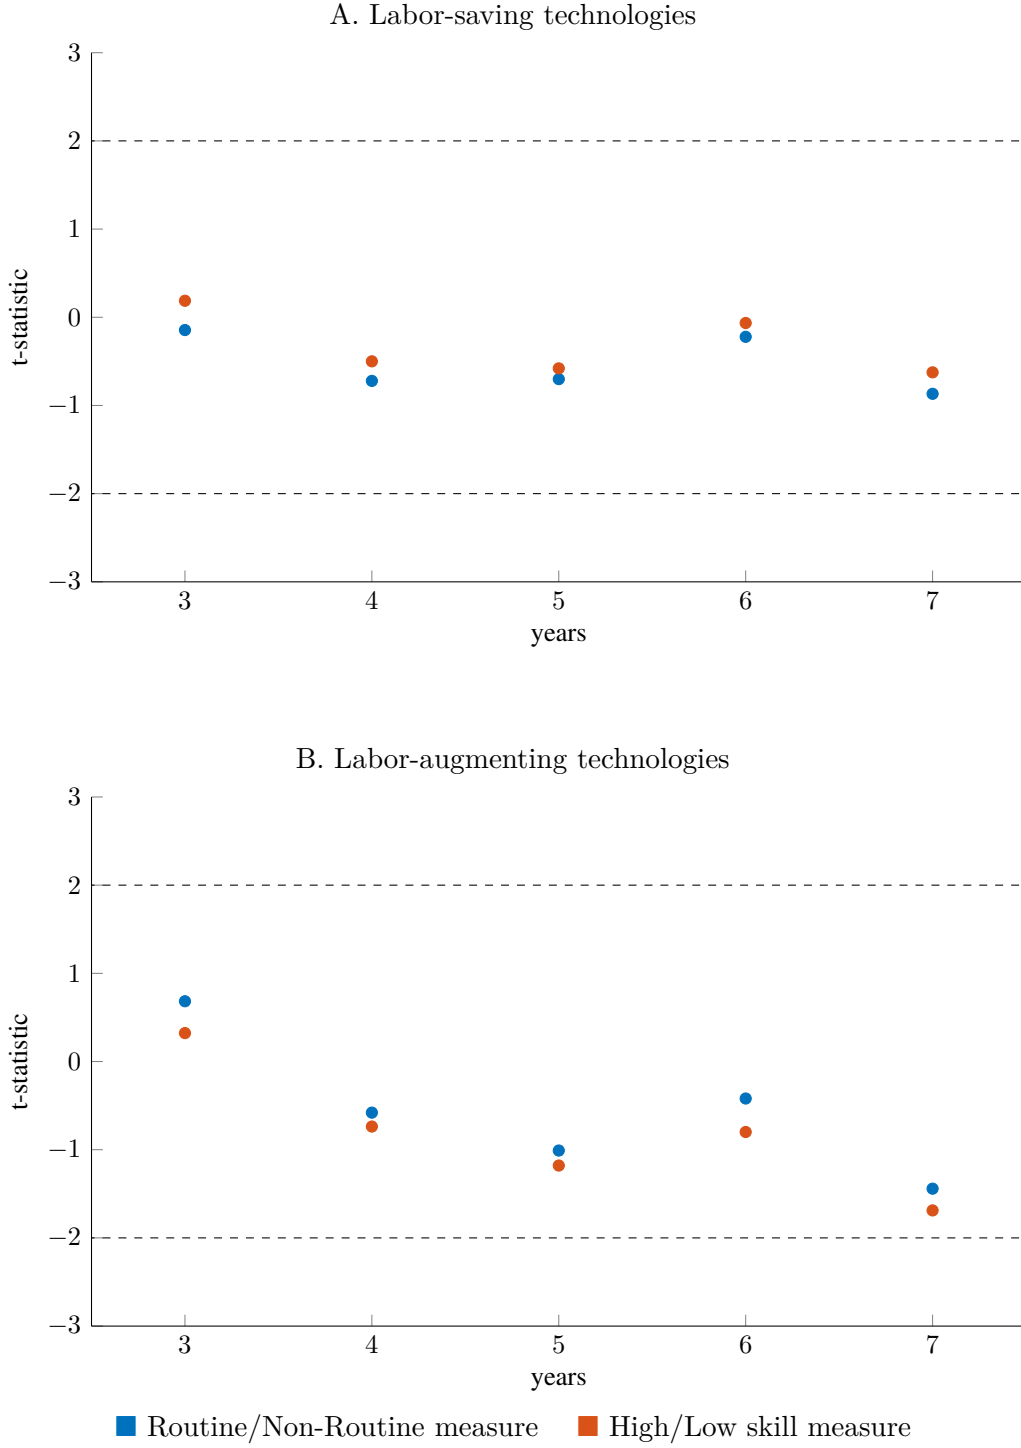 A. Labor-saving technologies
3
2
1
0
−1
−2
−3
t-statistic
3 4 5 6 7
years
B. Labor-augmenting technologies
3
2
1
0
−1
−2
−3
t-statistic
3 4 5 6 7
years
Routine/Non-Routine measure High/Low skill measure